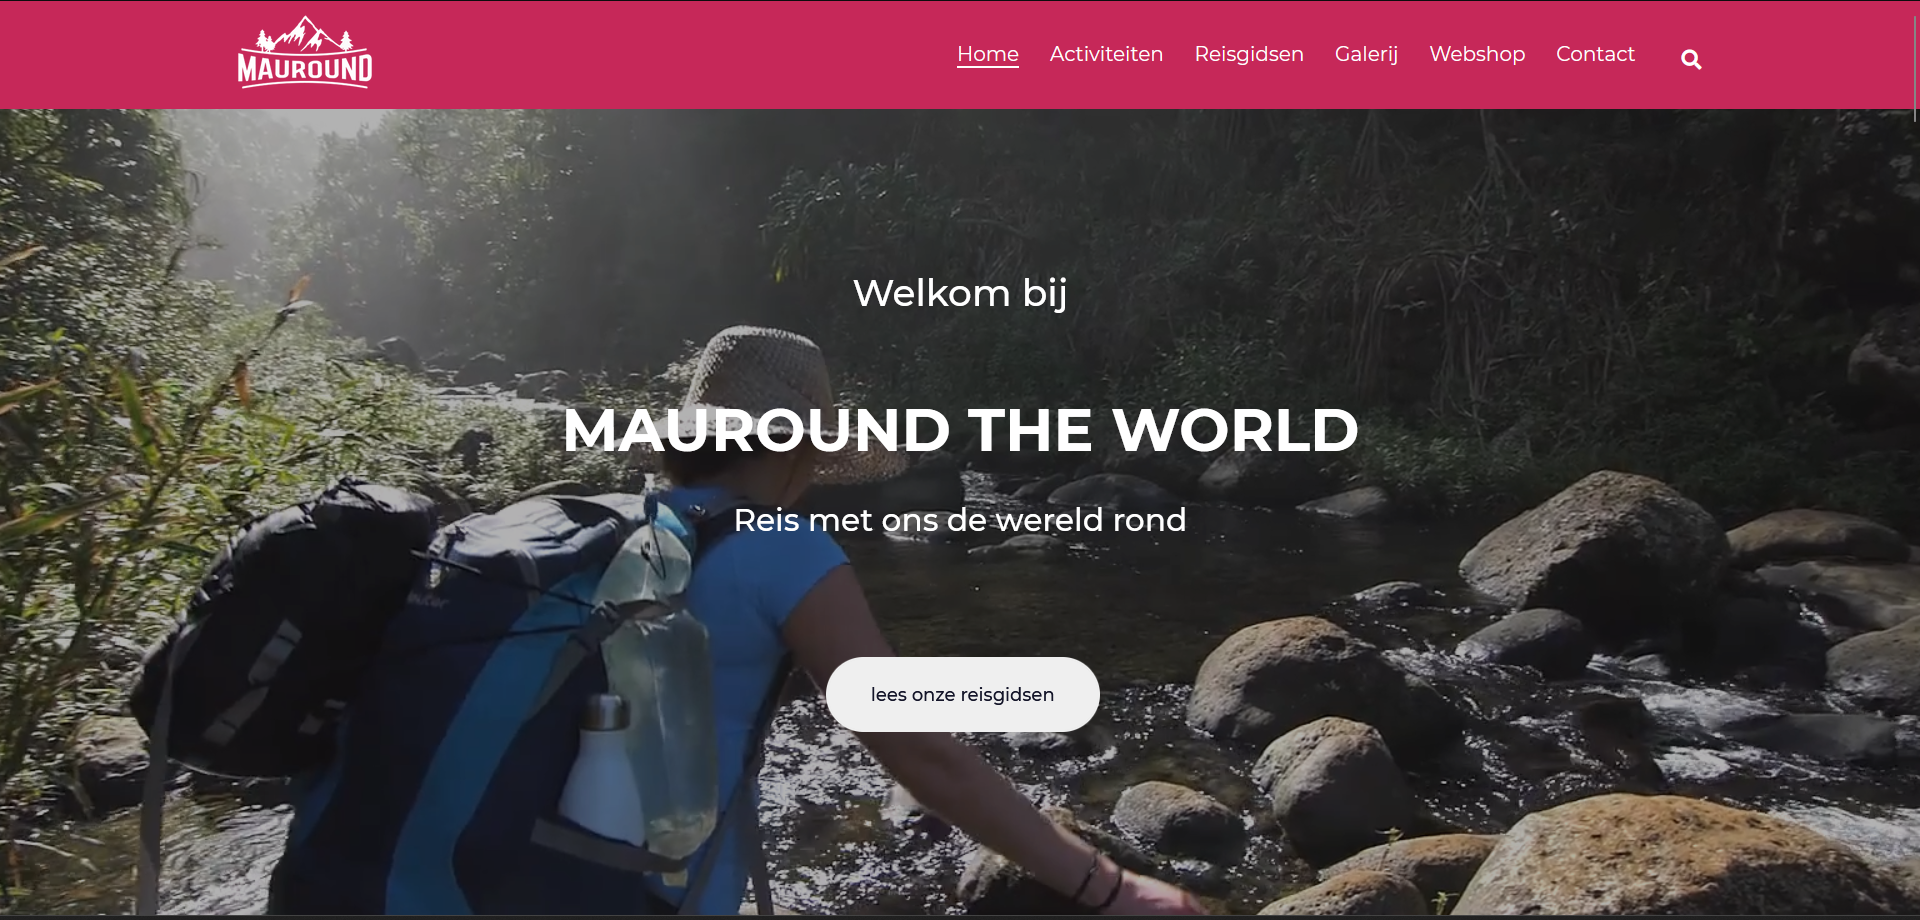 MAUROUND
Home Activiteiten Reisgidsen Galerij Webshop Contact
Welkom bij
MAUROUND THE WORLD
Reis met ons de wereld rond
lees onze reisgidsen